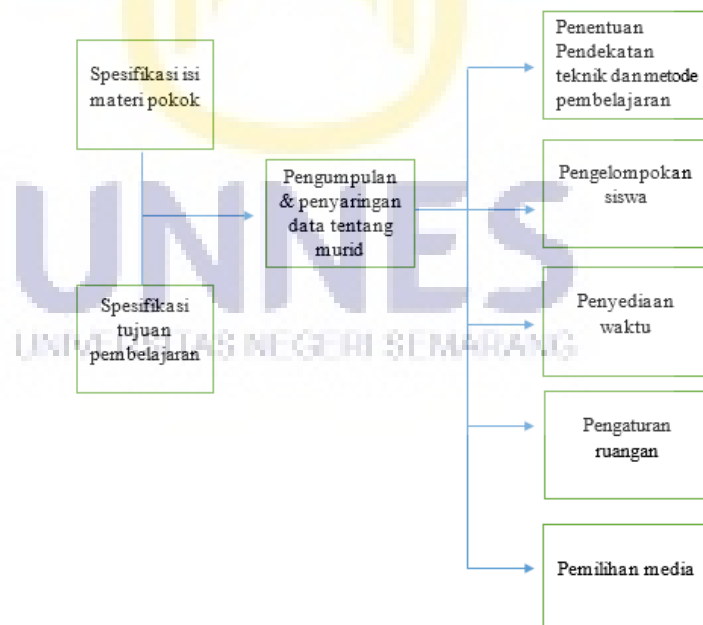 Spesifikasi isi
materi pokok
Spesifikasi
tujuan
pembelajaran
Pengumpulan
& penyaringan
data tentang
murid
Penentuan
Pendekatan
teknik dan metode
pembelajaran
Pengelompokan
siswa
Penyediaan
waktu
Pengaturan
ruangan
Pemilihan media
UNNES
UNIVERSITAS NEGERI SEMARANG